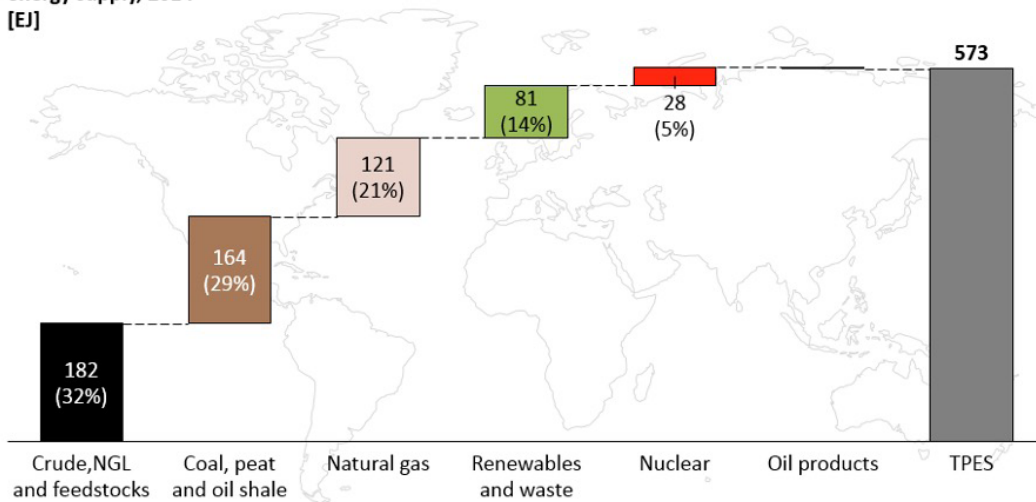 [EJ]
573
81
(14%)
28
(5%)
121
(21%)
164
(29%)
182
(32%)
Crude,NGL
and feedstocks
Coal, peat
and oil shale
Natural gas
Renewables
and waste
Nuclear
Oil products
TPES